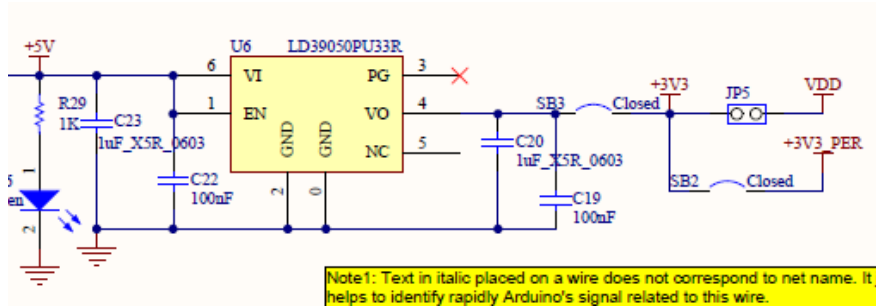 +5V
U6
LD39050PU33R
6
VI
PG
3
R29
1K
C23
1uF_X5R_0603
1
EN
VO
4
SB3
Closed
+3V3
JP5
VDD
GND
GND
NC
5
C20
1uF_X5R_0603
+3V3_PER
1
C22
100nF
2
0
C19
100nF
SB2
Closed
2
Note1: Text in italic placed on a wire does not correspond to net name. It
helps to identify rapidly Arduino's signal related to this wire.